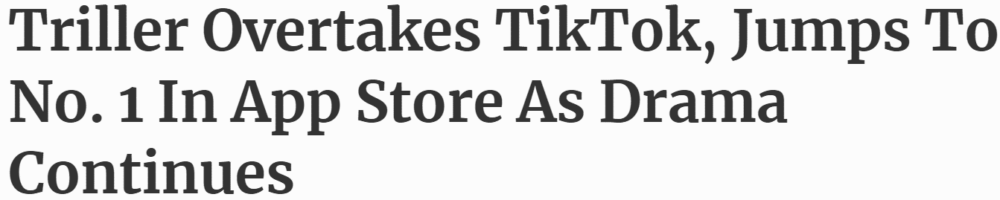 Triller Overtakes TikTok, Jumps To
No. 1 In App Store As Drama
Continues